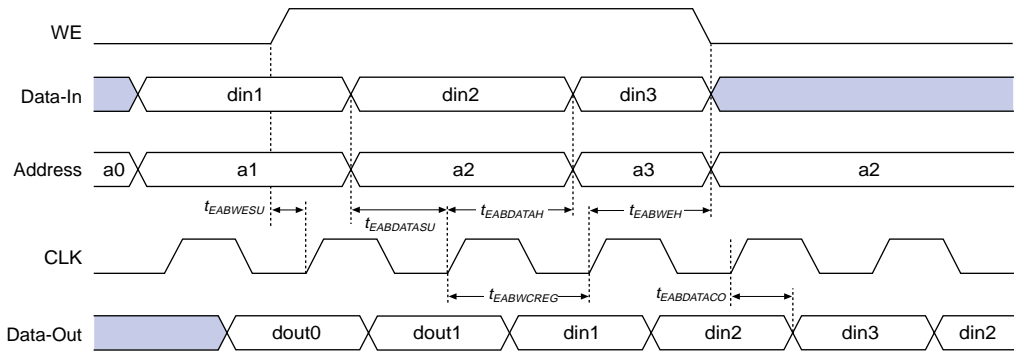 WE
Data-In din1 din2 din3
Address a0 a1 a2 a3 a2
tEABWESU tEABDATASU tEABDATAH tEABWEH
CLK
tEABWCREG tEABDATACO
Data-Out dout0 dout1 din1 din2 din3 din2